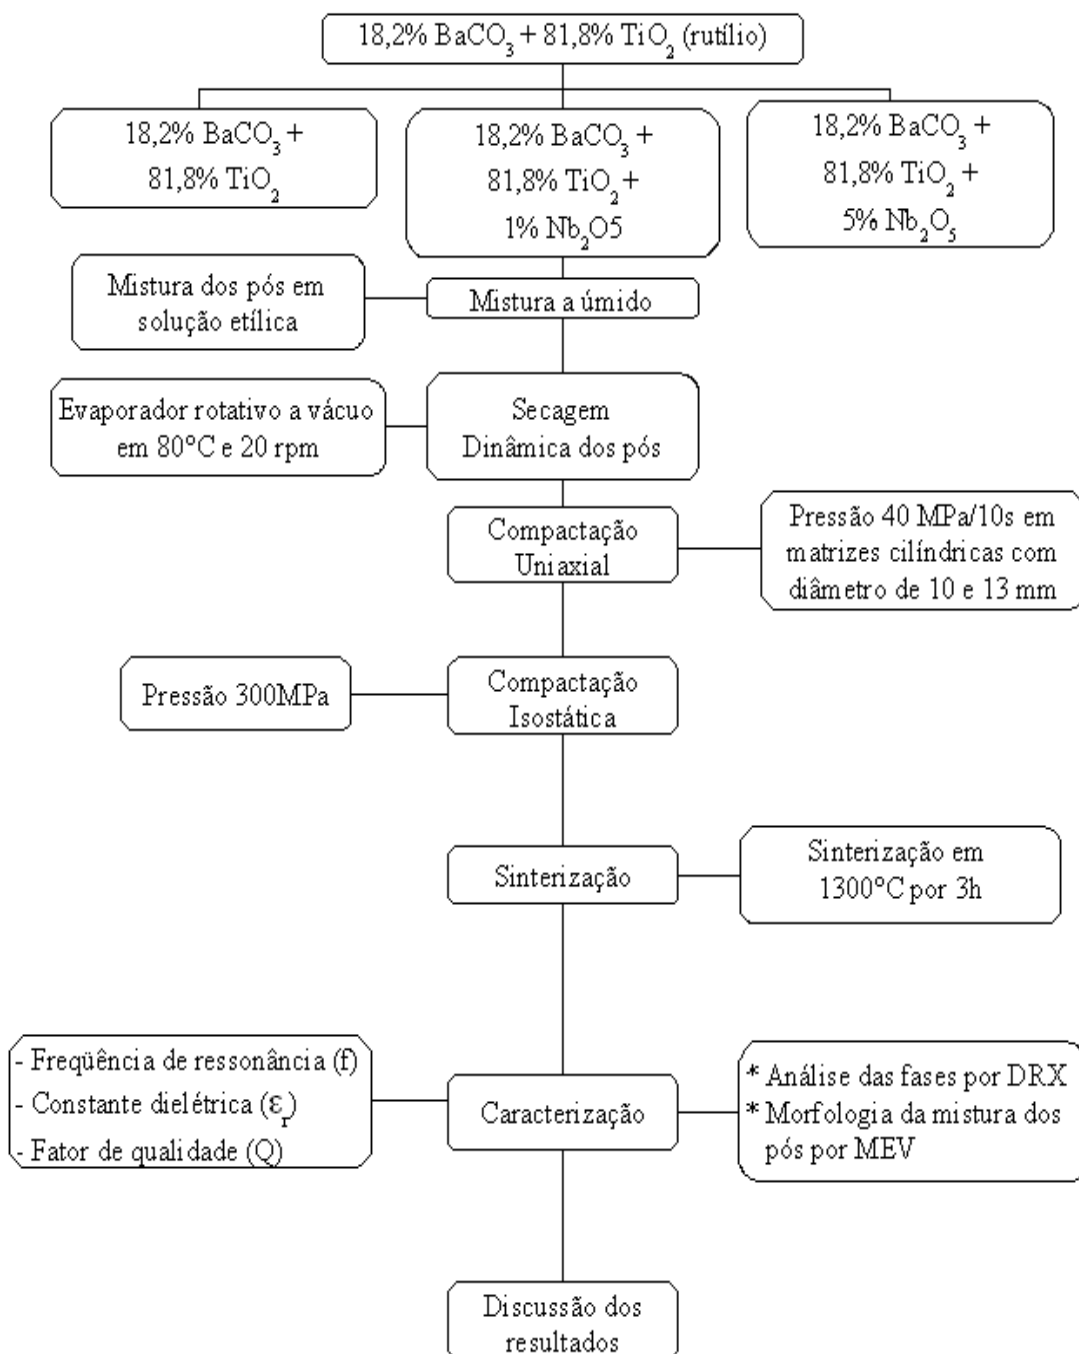 18,2% BaCO₃ + 81,8% TiO₂ (rutílio)
18,2% BaCO₃ +
81,8% TiO₂
18,2% BaCO₃ +
81,8% TiO₂ +
1% Nb₂O5
18,2% BaCO₃ +
81,8% TiO₂ +
5% Nb₂O₅
Mistura dos pós em
solução etílica
Mistura a úmido
Evaporador rotativo a vácuo
em 80°C e 20 rpm
Secagem
Dinâmica dos pós
Compactação
Uniaxial
Pressão 40 MPa/10s em
matrizes cilíndricas com
diâmetro de 10 e 13 mm
Pressão 300MPa
Compactação
Isostática
Sinterização
Sinterização em
1300°C por 3h
- Freqüência de ressonância (f)
- Constante dielétrica (εᵣ)
- Fator de qualidade (Q)
Caracterização
* Análise das fases por DRX
* Morfologia da mistura dos
pós por MEV
Discussão dos
resultados